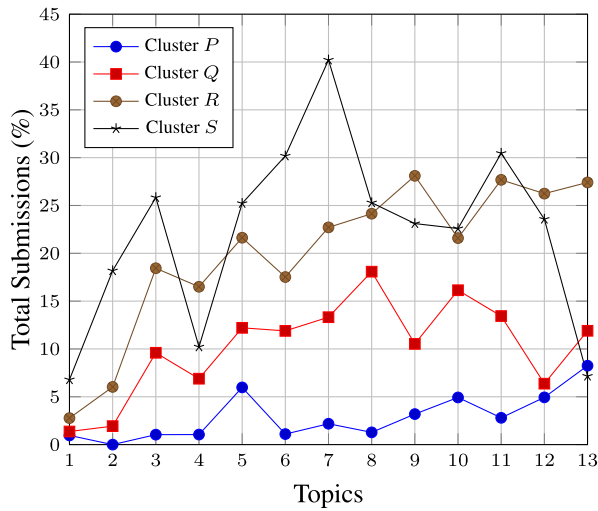 45
40
35
30
25
20
15
10
5
0
Total Submissions (%)
Cluster P
Cluster Q
Cluster R
Cluster S
1 2 3 4 5 6 7 8 9 10 11 12 13
Topics